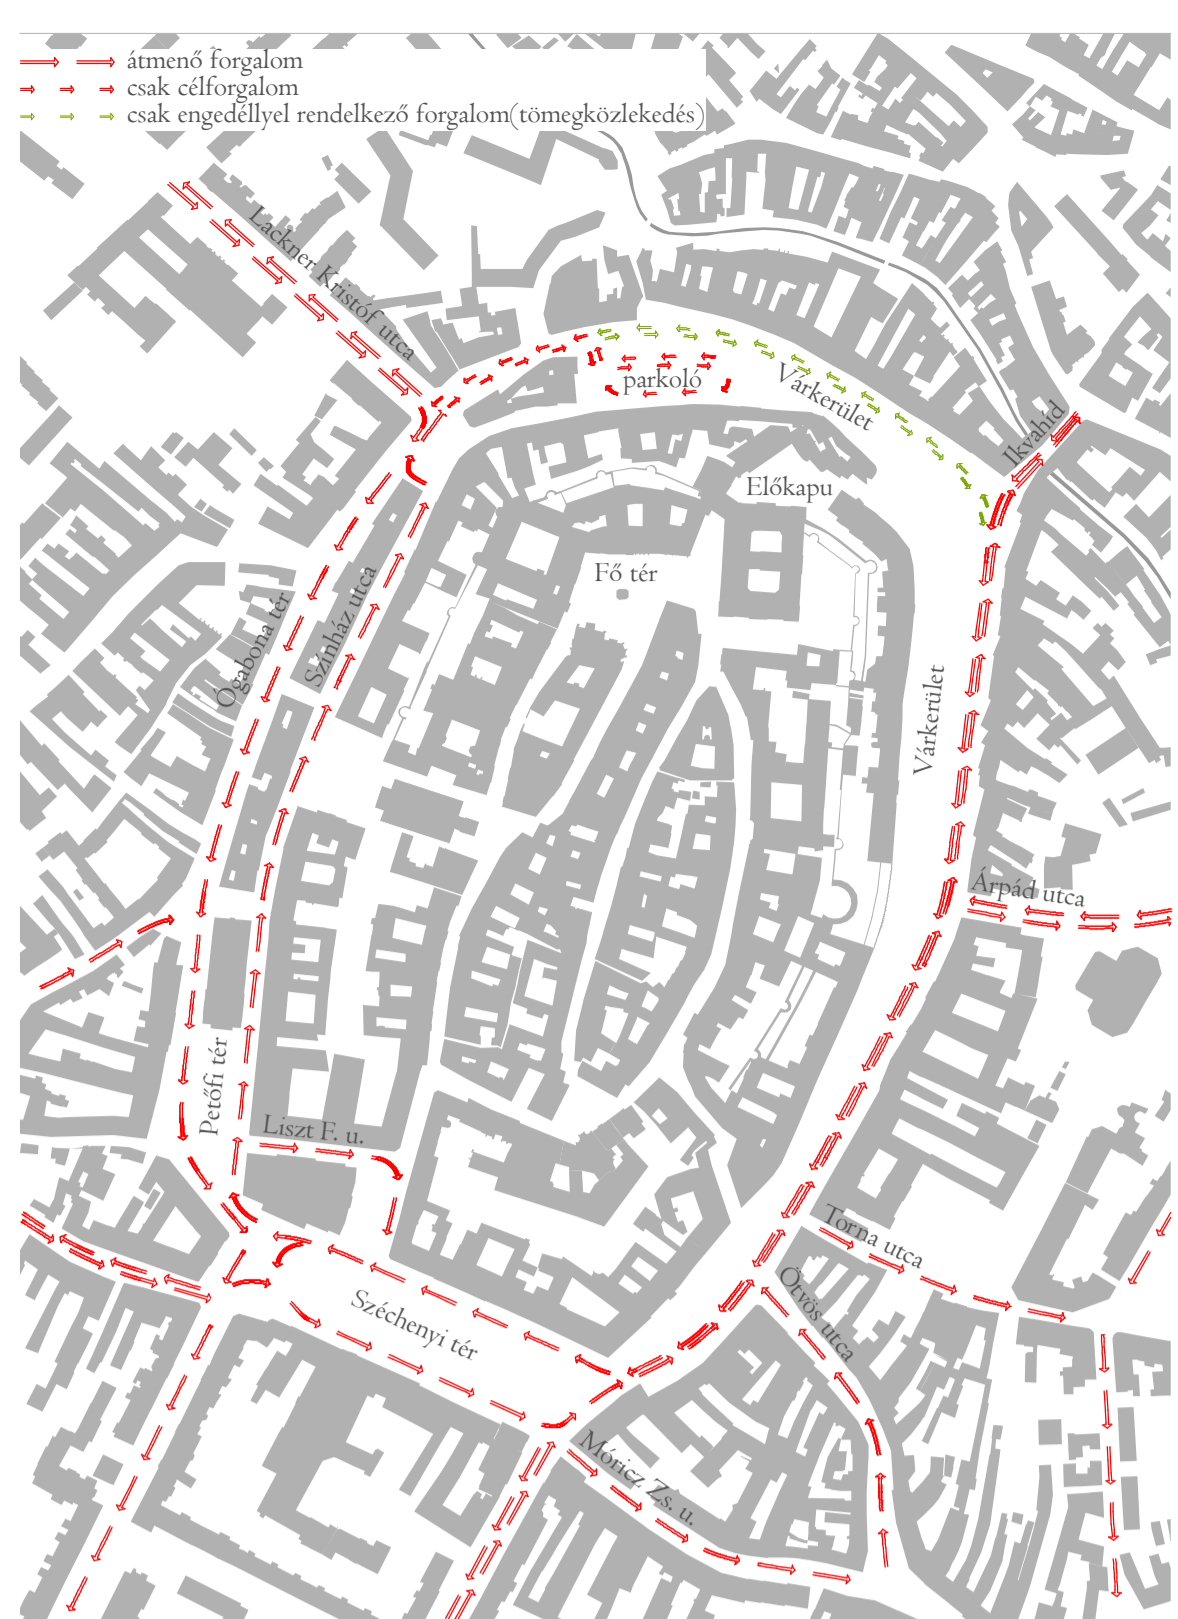 átmenő forgalom
csak célforgalom
csak engedéllyel rendelkező forgalom(tömegközlekedés)
Lackner Kristóf utca
parkoló
Várkerület
Ikvahíd
Előkapu
Fő tér
Ógabona tér
Színház utca
Várkerület
Árpád utca
Petőfi tér
Liszt F. u.
Torna utca
Ötvös utca
Széchenyi tér
Móricz Zs. u.